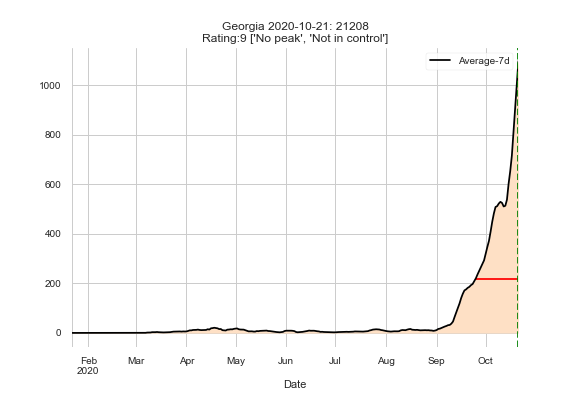 Georgia 2020-10-21: 21208
Rating:9 ['No peak', 'Not in control']
Average-7d
1000
800
600
400
200
0
Feb Mar Apr May Jun Jul Aug Sep Oct
2020
Date